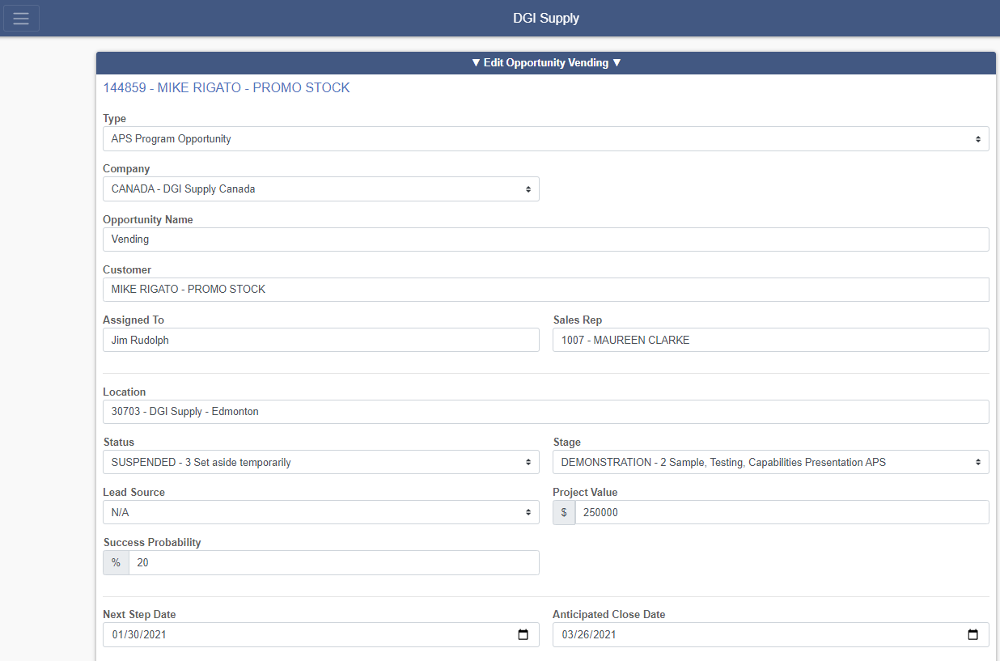 DGI Supply
▼ Edit Opportunity Vending ▼
144859 - MIKE RIGATO - PROMO STOCK
Type
APS Program Opportunity
Company
CANADA - DGI Supply Canada
Opportunity Name
Vending
Customer
MIKE RIGATO - PROMO STOCK
Assigned To
Jim Rudolph
Sales Rep
1007 - MAUREEN CLARKE
Location
30703 - DGI Supply - Edmonton
Status
SUSPENDED - 3 Set aside temporarily
Stage
DEMONSTRATION - 2 Sample, Testing, Capabilities Presentation APS
Lead Source
N/A
Project Value
$ 250000
Success Probability
% 20
Next Step Date
01/30/2021
Anticipated Close Date
03/26/2021